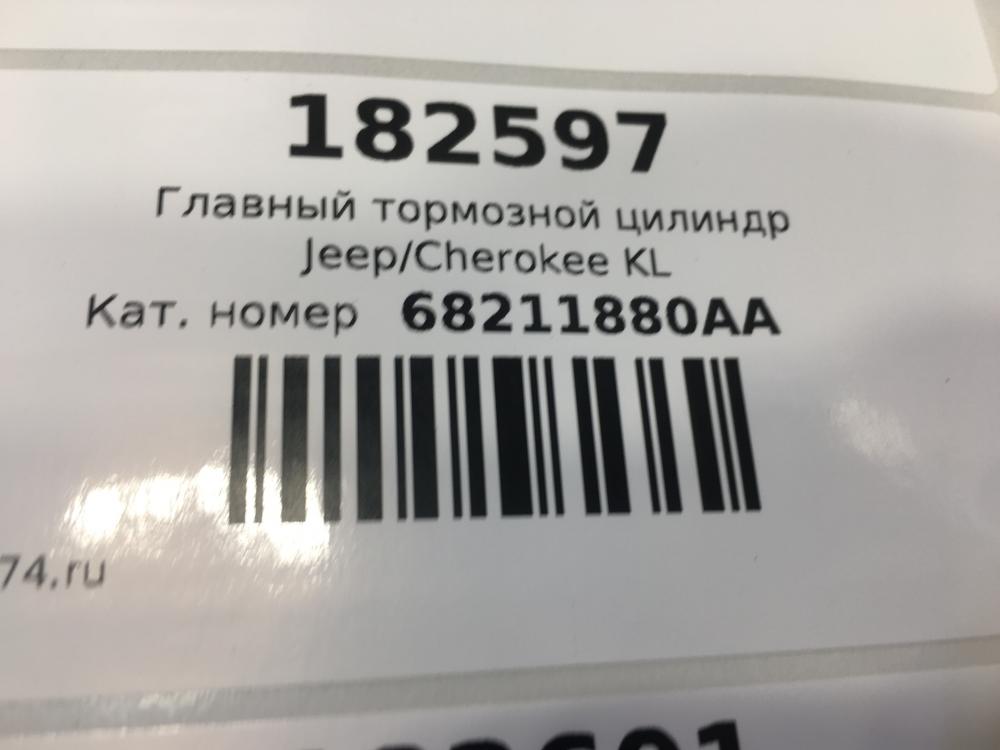 182597
Главный тормозной цилиндр
Jeep/Cherokee KL
Кат. номер 68211880AA
74.ru